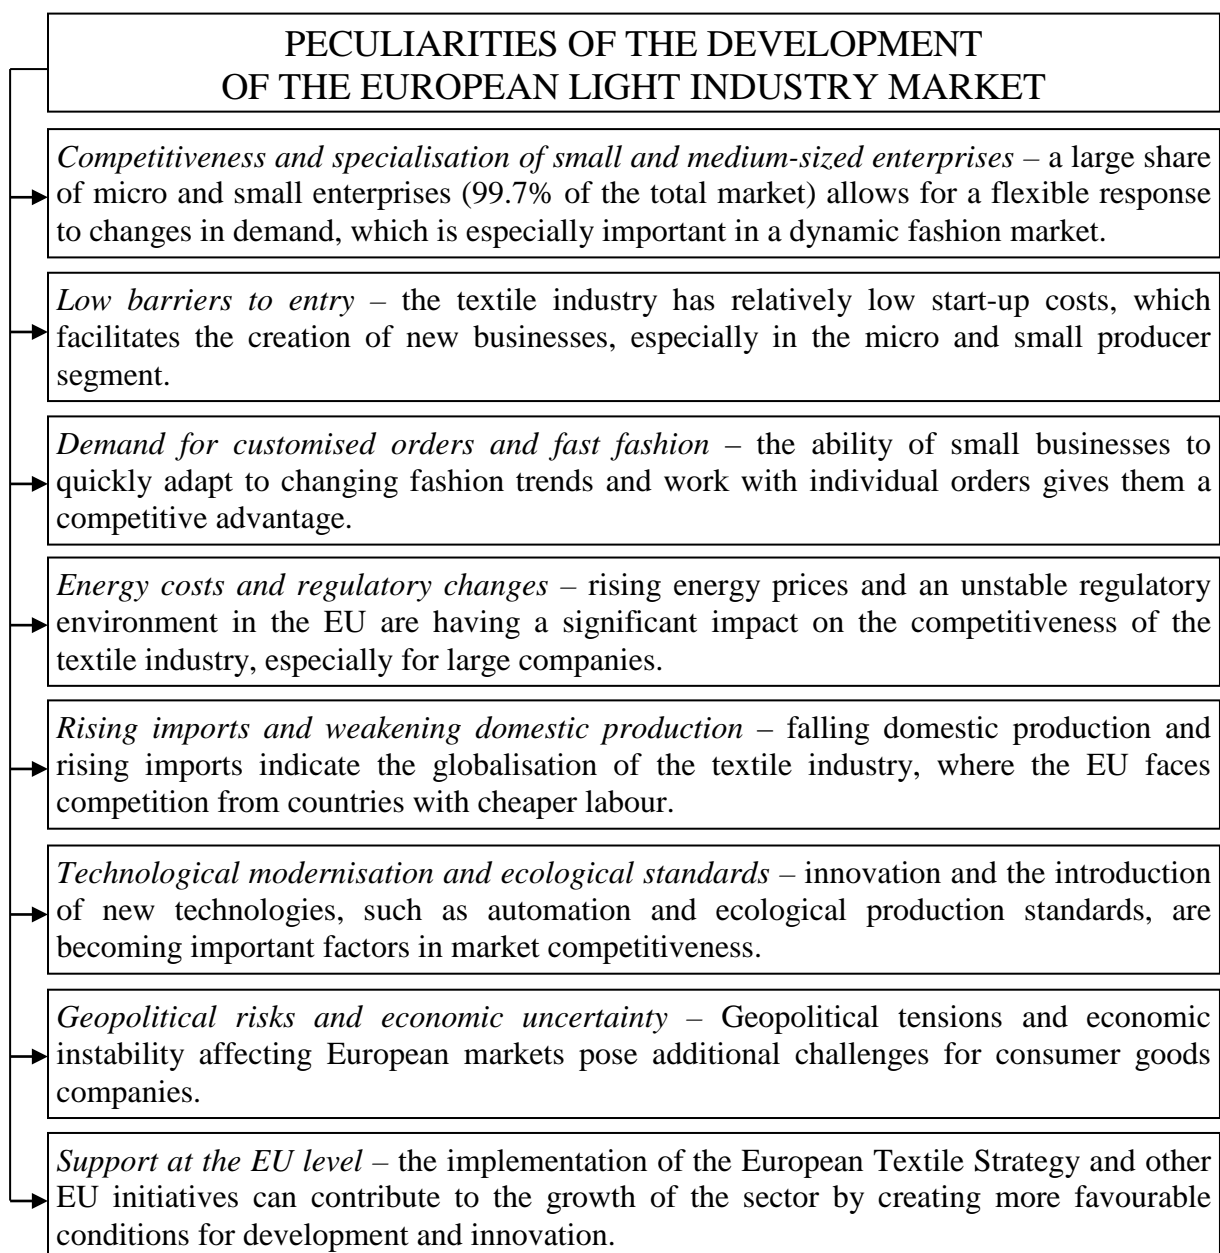 PECULIARITIES OF THE DEVELOPMENT
OF THE EUROPEAN LIGHT INDUSTRY MARKET
Competitiveness and specialisation of small and medium-sized enterprises – a large share
of micro and small enterprises (99.7% of the total market) allows for a flexible response
to changes in demand, which is especially important in a dynamic fashion market.
Low barriers to entry – the textile industry has relatively low start-up costs, which
facilitates the creation of new businesses, especially in the micro and small producer
segment.
Demand for customised orders and fast fashion – the ability of small businesses to
quickly adapt to changing fashion trends and work with individual orders gives them a
competitive advantage.
Energy costs and regulatory changes – rising energy prices and an unstable regulatory
environment in the EU are having a significant impact on the competitiveness of the
textile industry, especially for large companies.
Rising imports and weakening domestic production – falling domestic production and
rising imports indicate the globalisation of the textile industry, where the EU faces
competition from countries with cheaper labour.
Technological modernisation and ecological standards – innovation and the introduction
of new technologies, such as automation and ecological production standards, are
becoming important factors in market competitiveness.
Geopolitical risks and economic uncertainty – Geopolitical tensions and economic
instability affecting European markets pose additional challenges for consumer goods
companies.
Support at the EU level – the implementation of the European Textile Strategy and other
EU initiatives can contribute to the growth of the sector by creating more favourable
conditions for development and innovation.